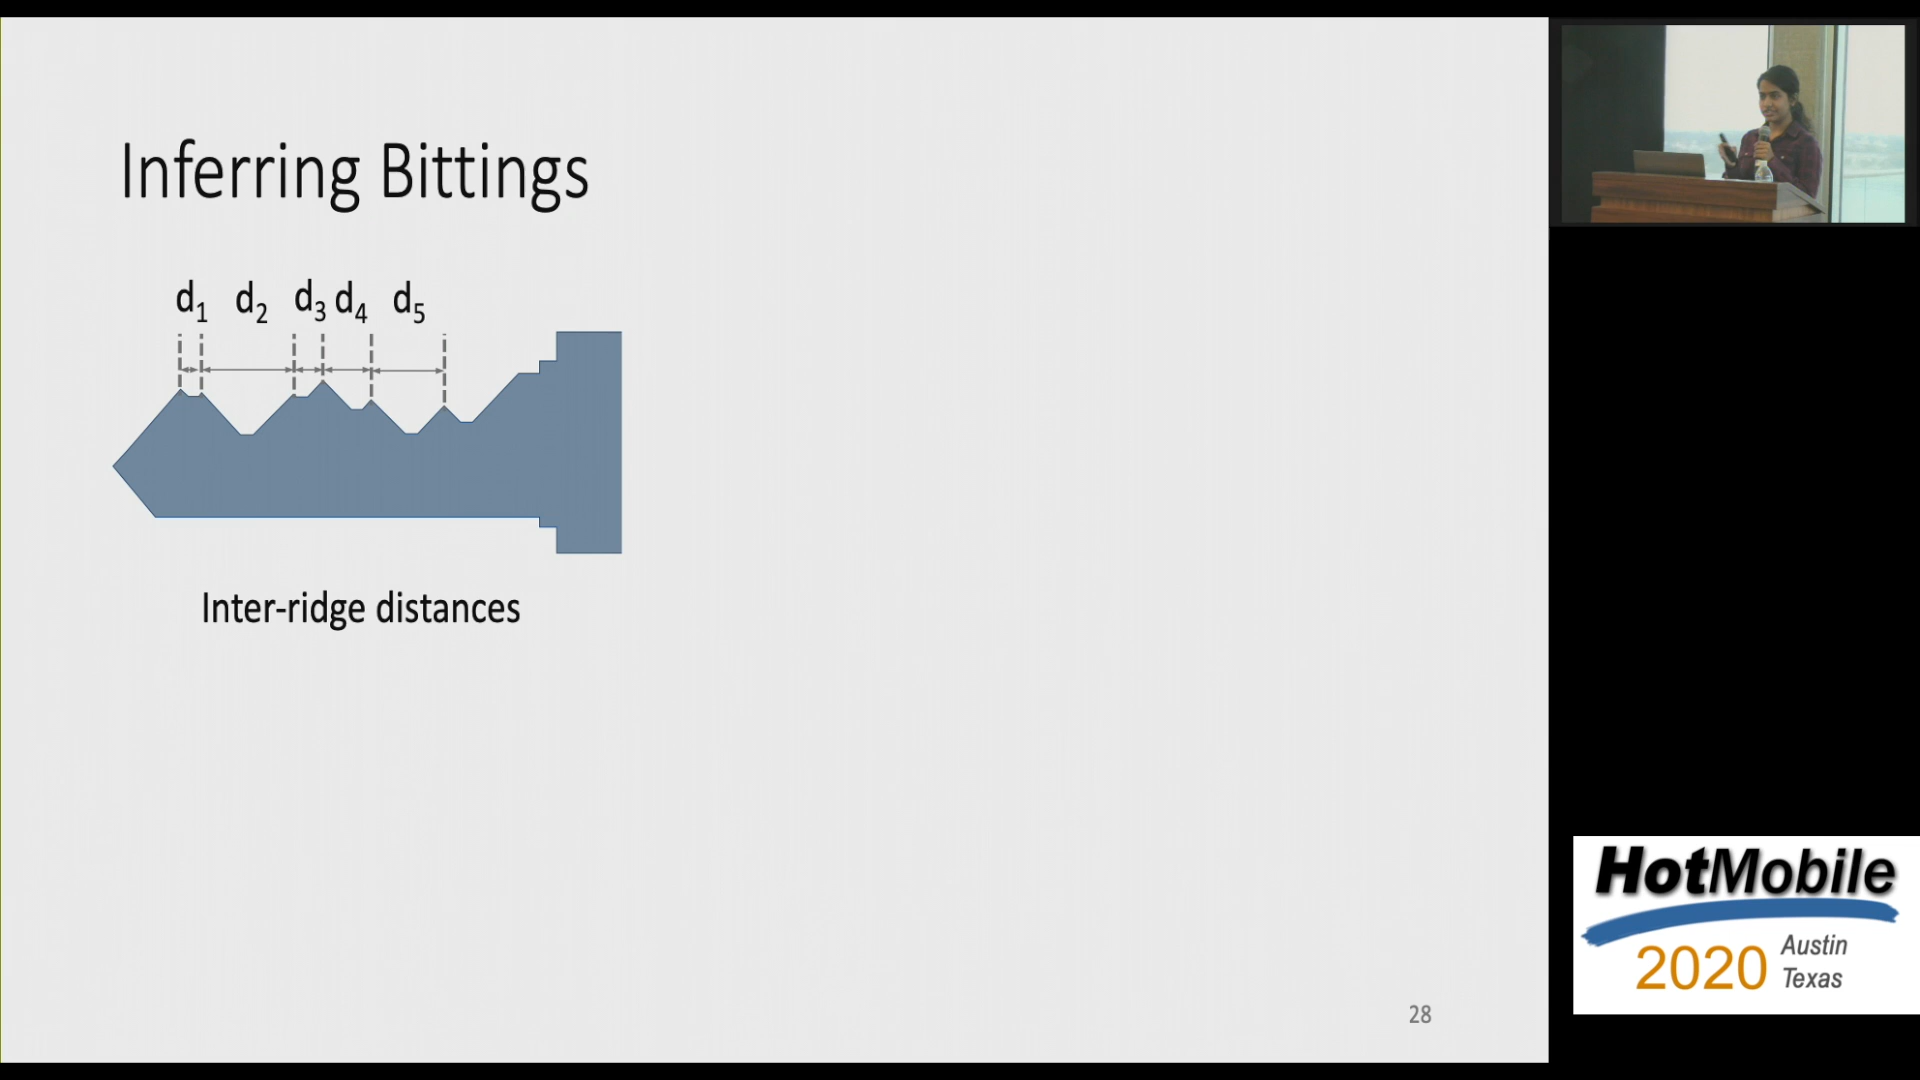 Inferring Bittings
d1 d2 d3 d4 d5
Inter-ridge distances
28
HotMobile
2020 Austin
Texas